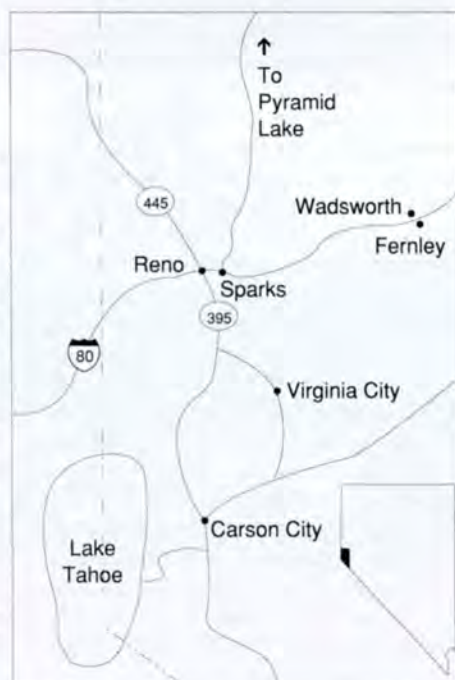 To
Pyramid
Lake
445
Wadsworth
Fernley
Reno
Sparks
395
80
Virginia City
Carson City
Lake
Tahoe